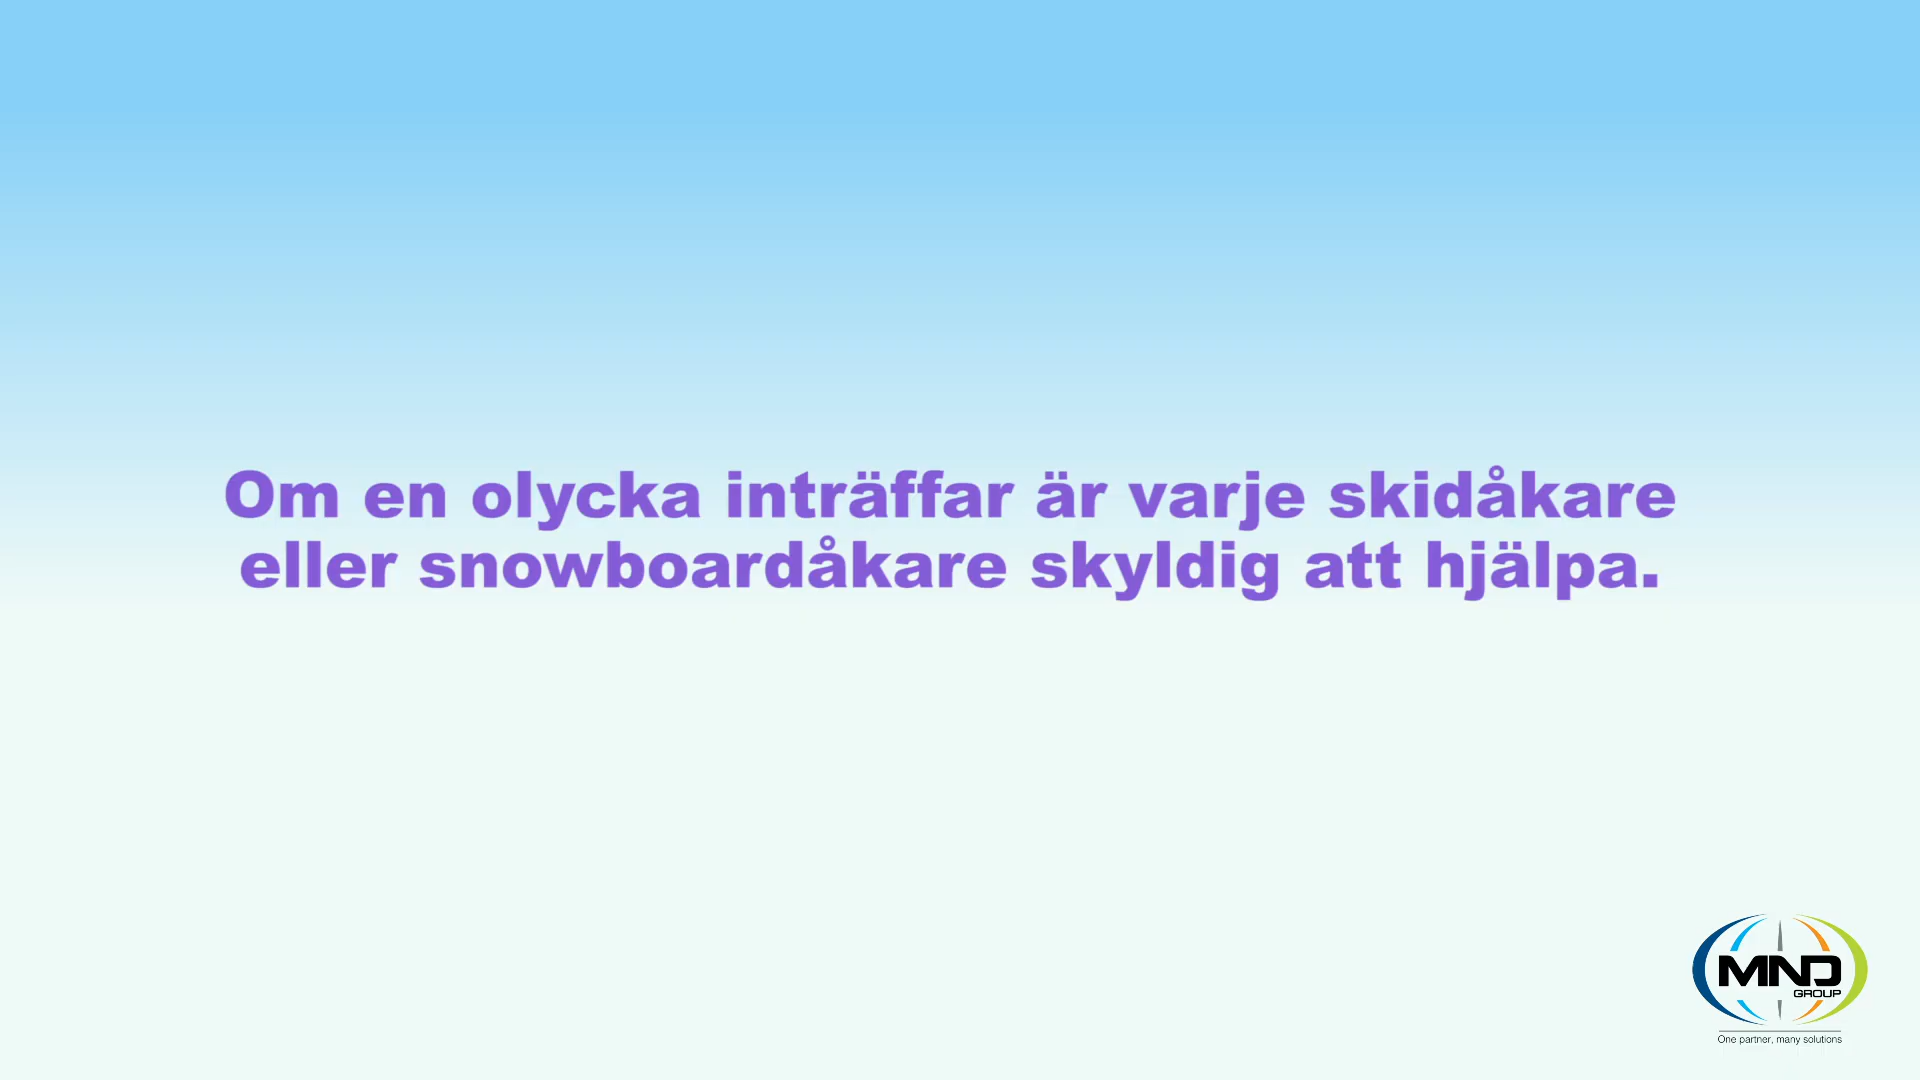 Om en olycka inträffar är varje skidåkare
eller snowboardåkare skyldig att hjälpa.
MND
GROUP
One partner, many solutions